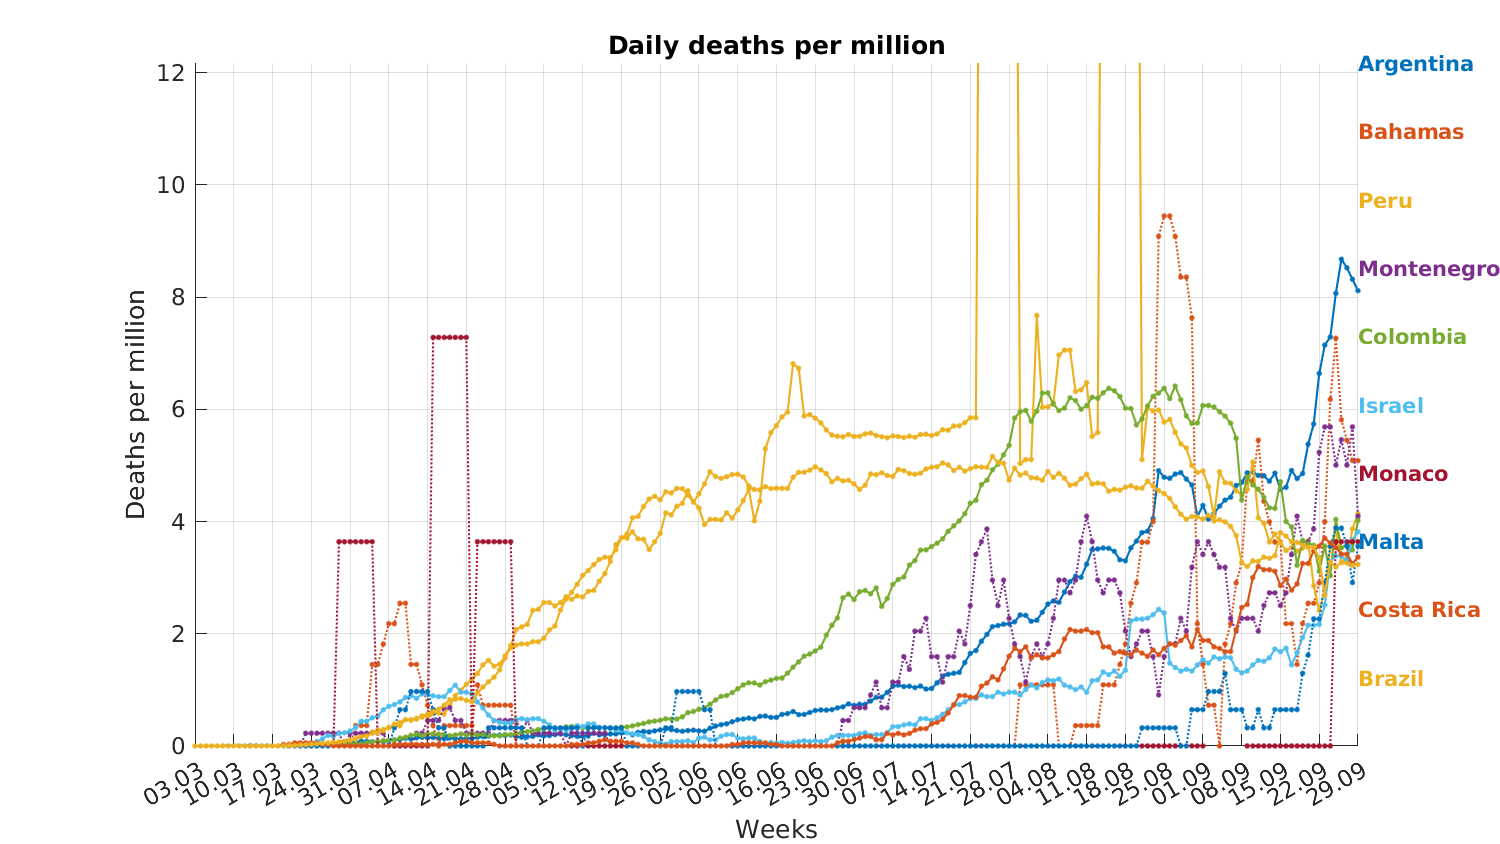 Daily deaths per million
Deaths per million
12
10
8
6
4
2
0
03.03
10.03
17.03
24.03
31.03
07.04
14.04
21.04
28.04
05.05
12.05
19.05
26.05
02.06
09.06
16.06
23.06
30.06
07.07
14.07
21.07
28.07
04.08
11.08
18.08
25.08
01.09
08.09
15.09
22.09
29.09
Weeks
Argentina
Bahamas
Peru
Montenegro
Colombia
Israel
Monaco
Malta
Costa Rica
Brazil